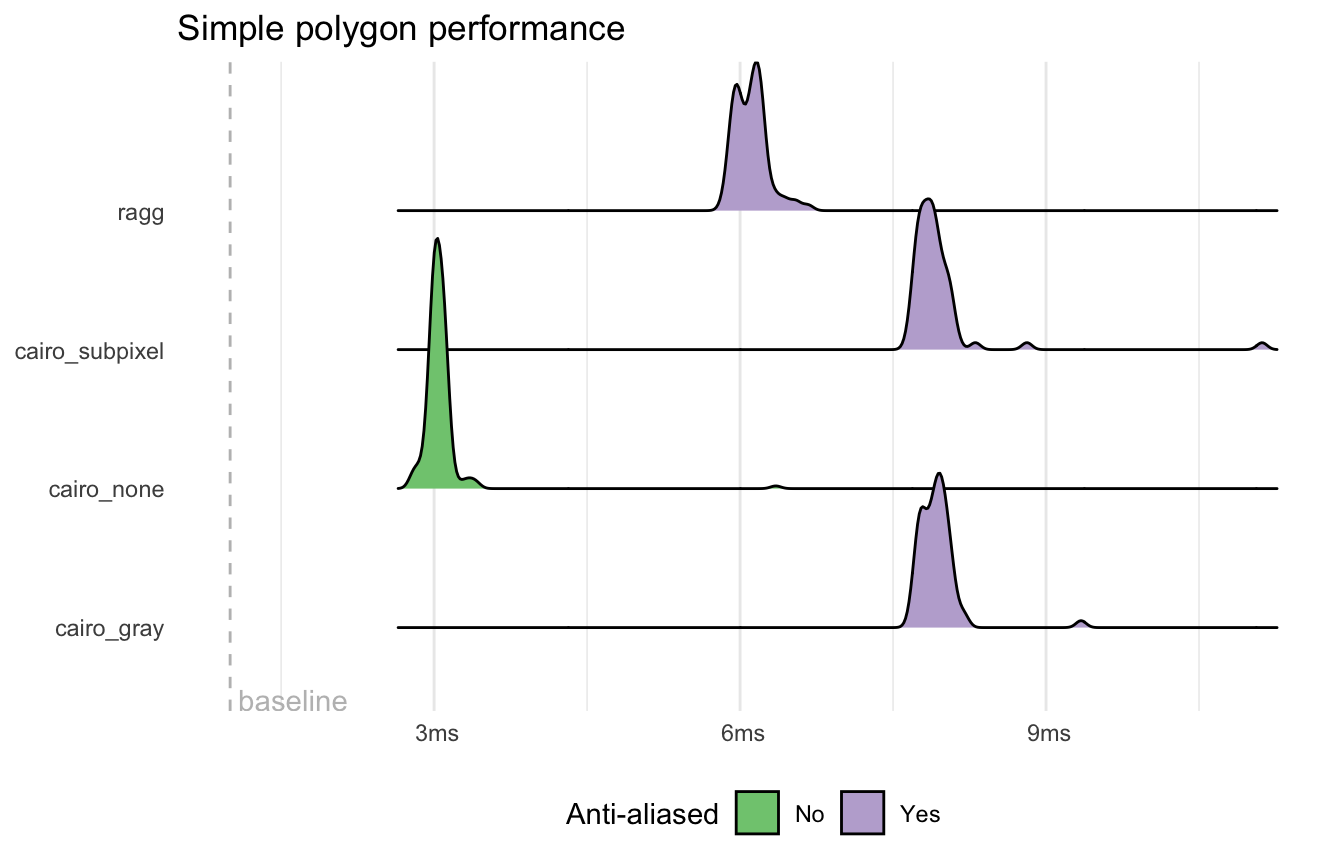 Simple polygon performance
ragg
cairo_subpixel
cairo_none
cairo_gray
baseline
3ms 6ms 9ms
Anti-aliased No Yes